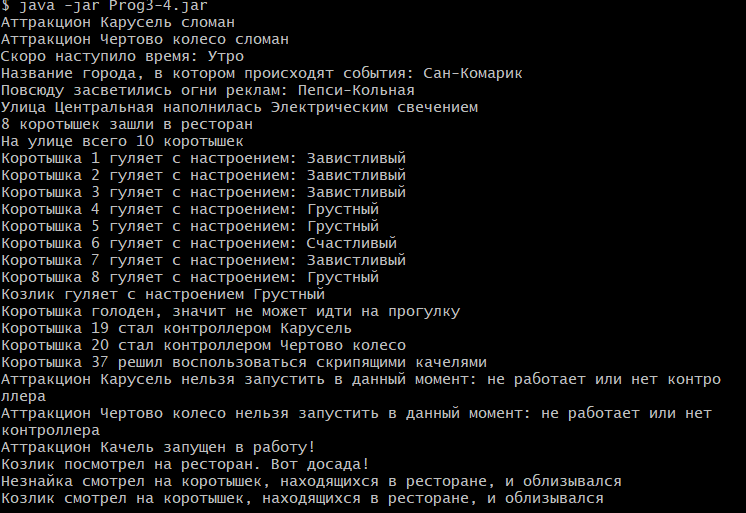 $ java -jar Prog3-4.jar
Аттракцион Карусель сломан
Аттракцион Чертово колесо сломан
Скоро наступило время: Утро
Название города, в котором происходят события: Сан-Комарик
Повсюду засветились огни реклам: Пепси-Кольная
Улица Центральная наполнилась Электрическим свечением
8 коротышек зашли в ресторан
На улице всего 10 коротышек
Коротышка 1 гуляет с настроением: Завистливый
Коротышка 2 гуляет с настроением: Завистливый
Коротышка 3 гуляет с настроением: Завистливый
Коротышка 4 гуляет с настроением: Грустный
Коротышка 5 гуляет с настроением: Грустный
Коротышка 6 гуляет с настроением: Счастливый
Коротышка 7 гуляет с настроением: Завистливый
Коротышка 8 гуляет с настроением: Грустный
Козлик гуляет с настроением Грустный
Коротышка голоден, значит не может идти на прогулку
Коротышка 19 стал контроллером Карусель
Коротышка 20 стал контроллером Чертово колесо
Коротышка 37 решил воспользоваться скрипящими качелями
Аттракцион Карусель нельзя запустить в данный момент: не работает или нет контро
ллера
Аттракцион Чертово колесо нельзя запустить в данный момент: не работает или нет
контроллера
Аттракцион Качель запущен в работу!
Козлик посмотрел на ресторан. Вот досада!
Незнайка смотрел на коротышек, находящихся в ресторане, и облизывался
Козлик смотрел на коротышек, находящихся в ресторане, и облизывался